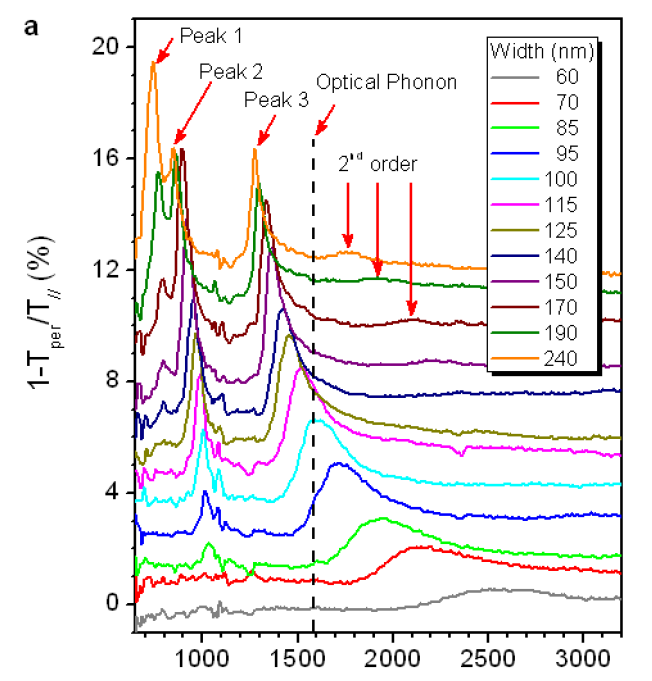 a
Peak 1
Peak 2
Peak 3
Optical Phonon
2nd order
Width (nm)
60
70
85
95
100
115
125
140
150
170
190
240
1-Tper/T// (%)
20
16
12
8
4
0
1000
1500
2000
2500
3000